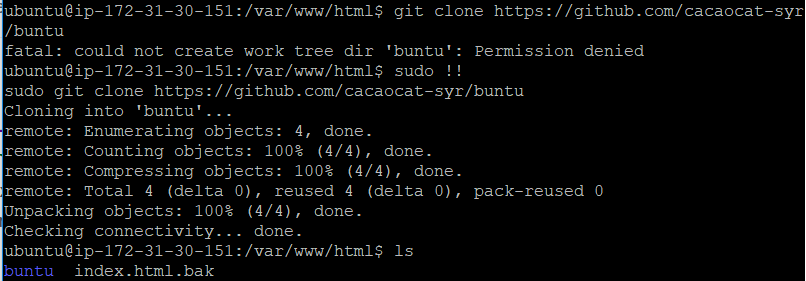 ubuntu@ip-172-31-30-151:/var/www/html$ git clone https://github.com/cacaocat-syr
/buntu
fatal: could not create work tree dir 'buntu': Permission denied
ubuntu@ip-172-31-30-151:/var/www/html$ sudo !!
sudo git clone https://github.com/cacaocat-syr/buntu
Cloning into 'buntu'...
remote: Enumerating objects: 4, done.
remote: Counting objects: 100% (4/4), done.
remote: Compressing objects: 100% (4/4), done.
remote: Total 4 (delta 0), reused 4 (delta 0), pack-reused 0
Unpacking objects: 100% (4/4), done.
Checking connectivity... done.
ubuntu@ip-172-31-30-151:/var/www/html$ ls
buntu  index.html.bak